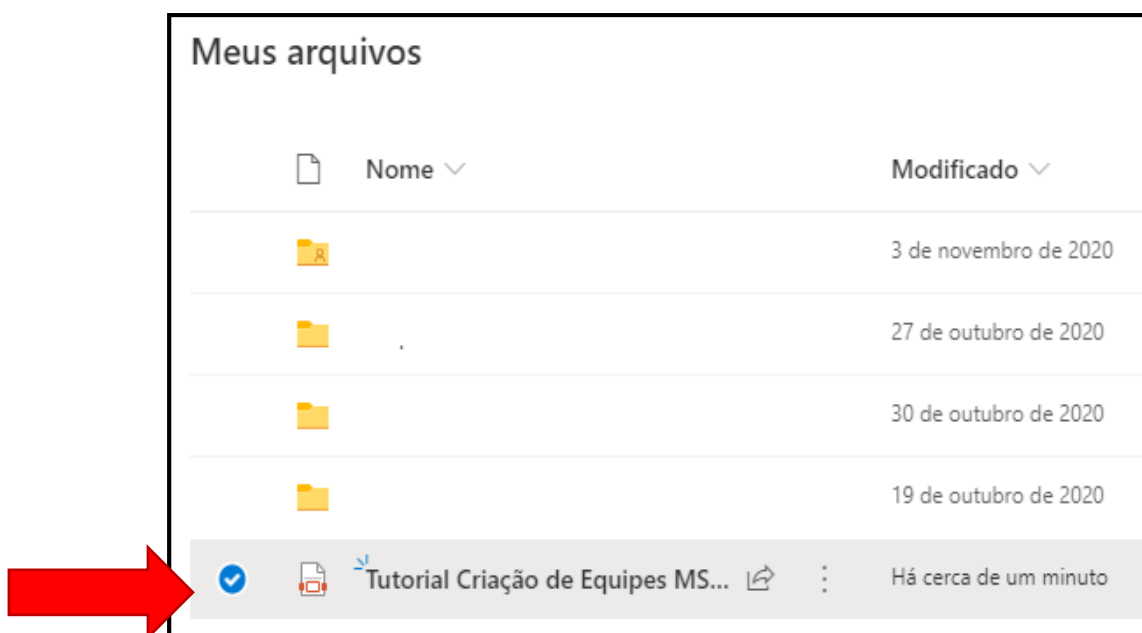 Meus arquivos
Nome Modificado
3 de novembro de 2020
27 de outubro de 2020
30 de outubro de 2020
19 de outubro de 2020
Tutorial Criação de Equipes MS... Há cerca de um minuto